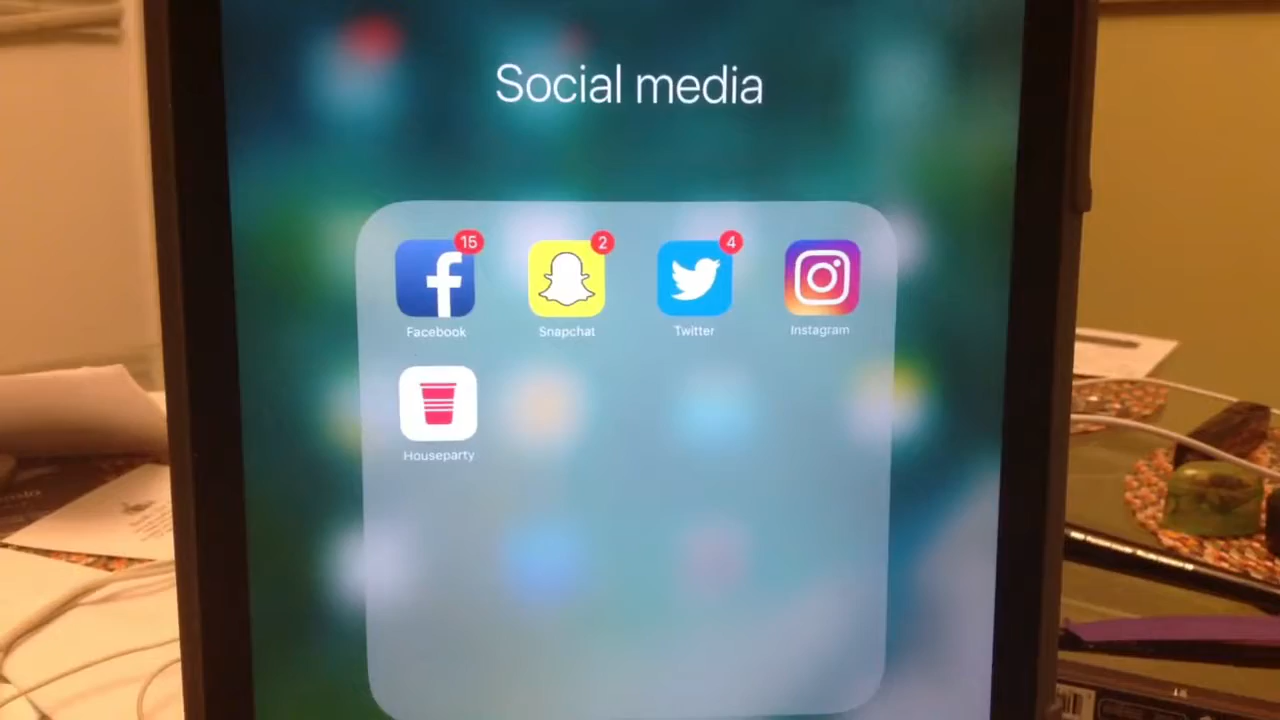 Social media
15
2
4
Facebook
Snapchat
Twitter
Instagram
Houseparty